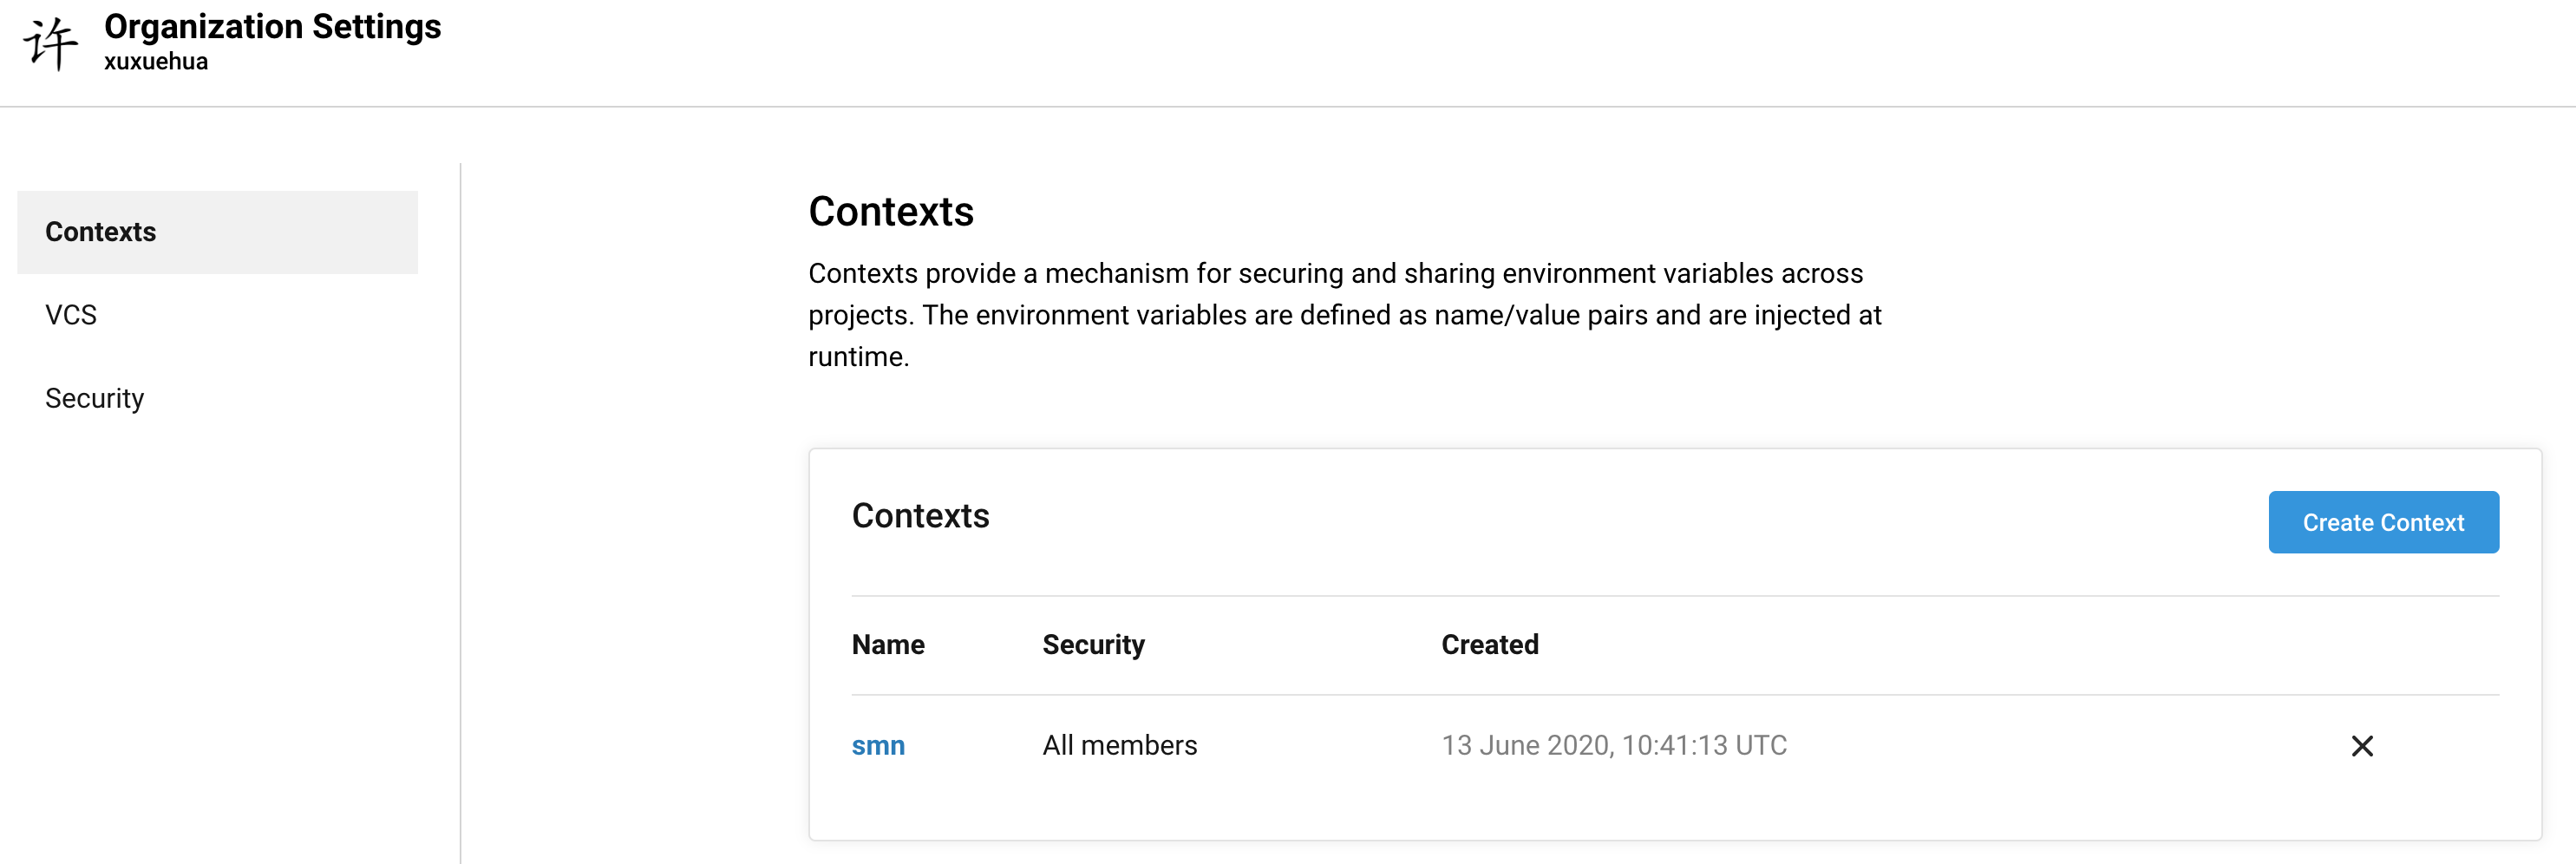 许
Organization Settings
xuxuehua
Contexts
VCS
Security
Contexts
Contexts provide a mechanism for securing and sharing environment variables across
projects. The environment variables are defined as name/value pairs and are injected at
runtime.
Contexts
Create Context
Name Security Created
smn All members 13 June 2020, 10:41:13 UTC